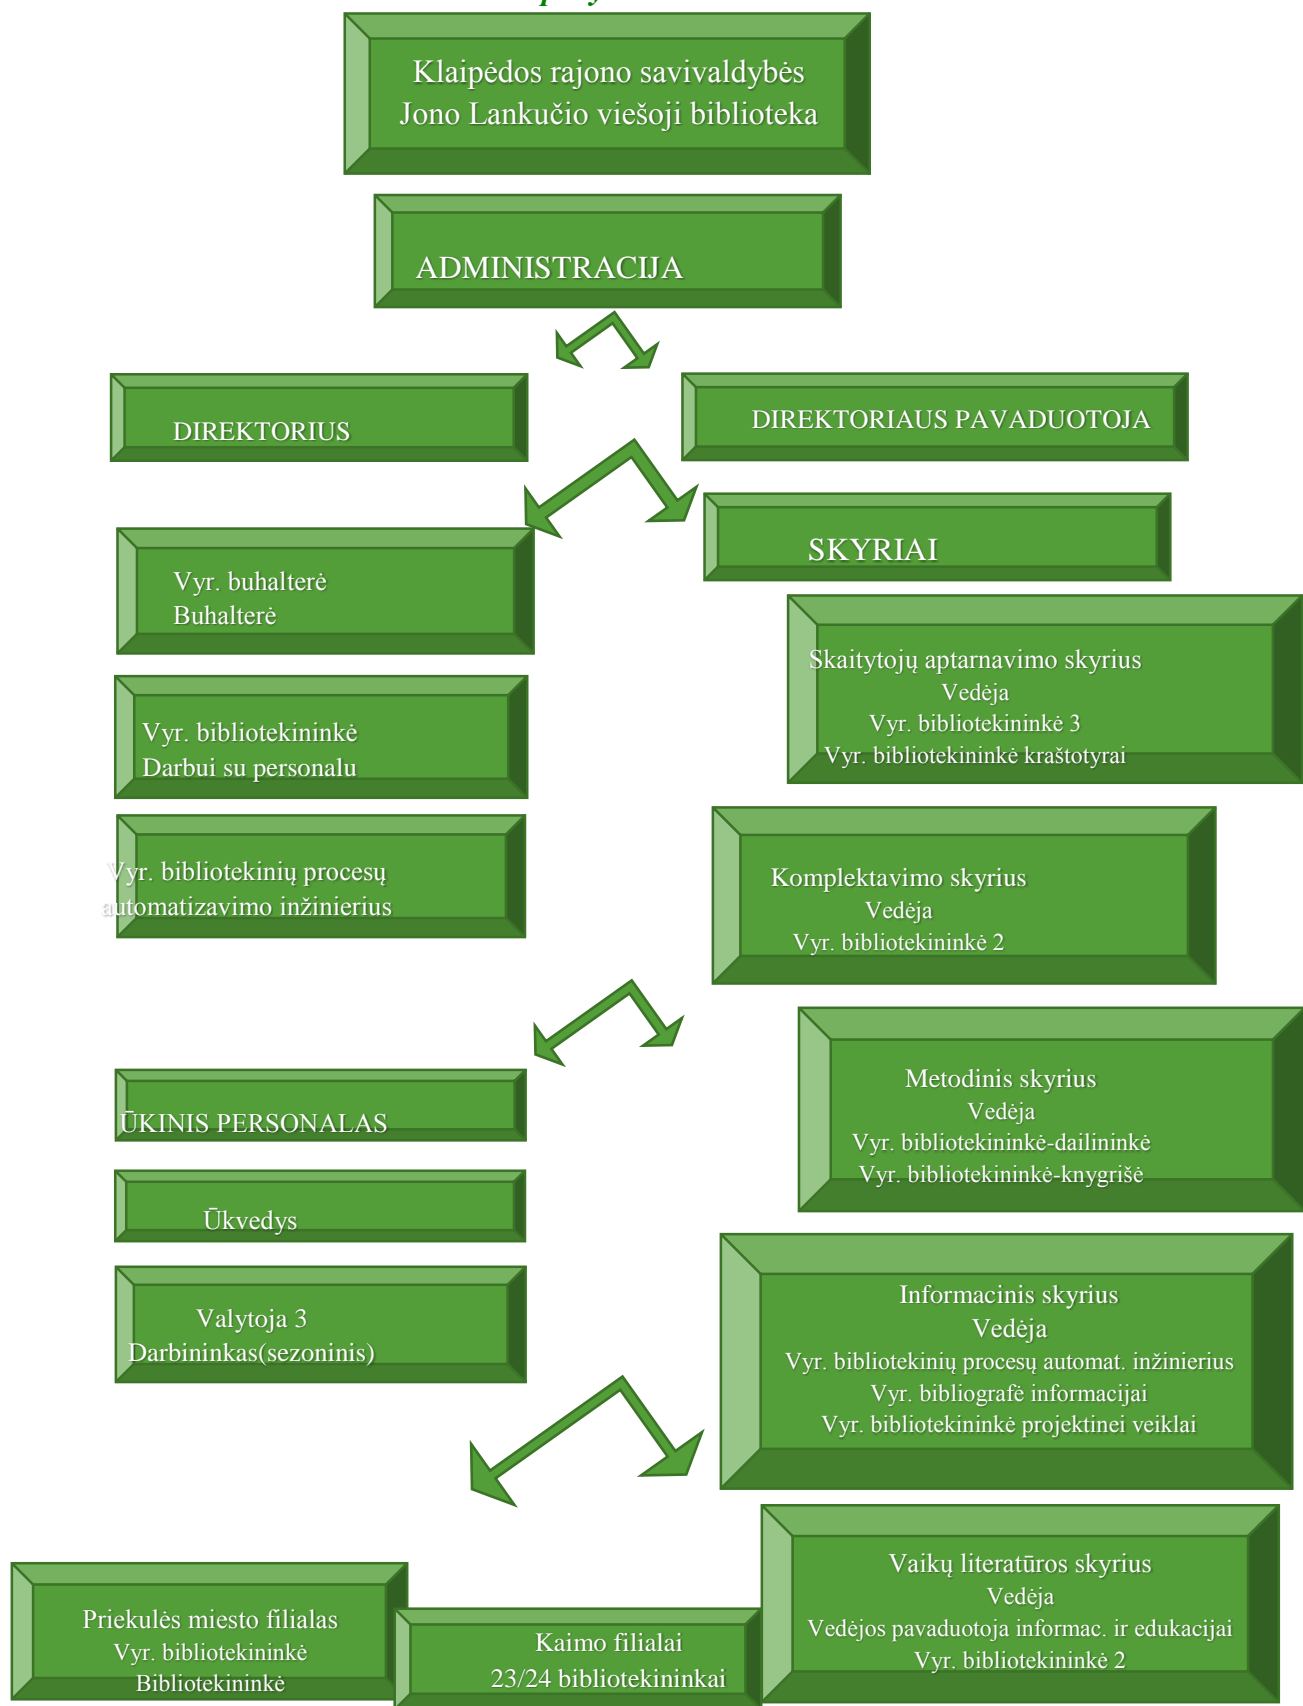 Klaipėdos rajono savivaldybės
Jono Lankučio viešoji biblioteka
ADMINISTRACIJA
DIREKTORIUS
DIREKTORIAUS PAVADUOTOJA
Vyr. buhalterė
Buhalterė
Vyr. bibliotekininkė
Darbui su personalu
Vyr. bibliotekinių procesų
automatizavimo inžinierius
SKYRIAI
Skaitytojų aptarnavimo skyrius
Vedėja
Vyr. bibliotekininkė 3
Vyr. bibliotekininkė kraštotyrai
Komplektavimo skyrius
Vedėja
Vyr. bibliotekininkė 2
Metodinis skyrius
Vedėja
Vyr. bibliotekininkė-dailininkė
Vyr. bibliotekininkė-knygrišė
ŪKINIS PERSONALAS
Ūkvedys
Valytoja 3
Darbininkas(sezoninis)
Informacinis skyrius
Vedėja
Vyr. bibliotekinių procesų automat. inžinierius
Vyr. bibliografė informacijai
Vyr. bibliotekininkė projektinei veiklai
Vaikų literatūros skyrius
Vedėja
Vedėjos pavaduotoja informac. ir edukacijai
Vyr. bibliotekininkė 2
Priekulės miesto filialas
Vyr. bibliotekininkė
Bibliotekininkė
Kaimo filialai
23/24 bibliotekininkai